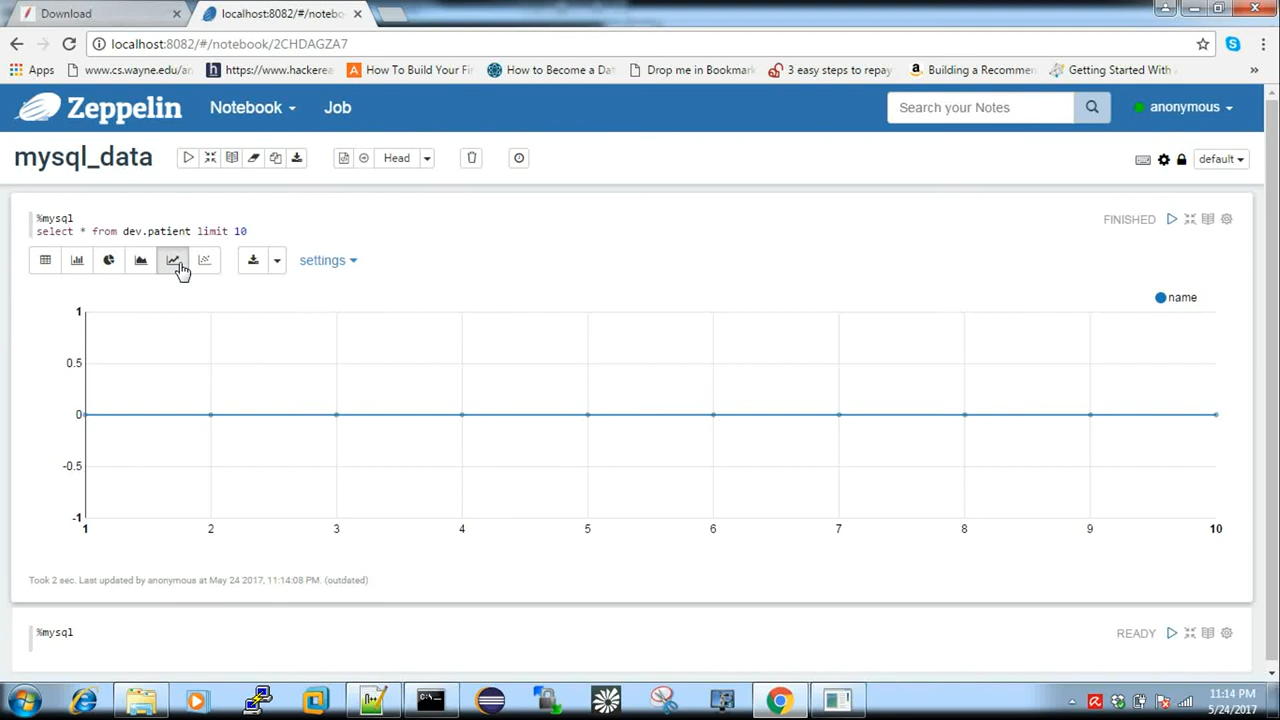 Download
localhost:8082/#/notebo
localhost:8082/#/notebook/2CHDAGZA7
Apps www.cs.wayne.edu/an https://www.hackerea How To Build Your Fir How to Become a Dat Drop me in Bookmar 3 easy steps to repay Building a Recommen Getting Started With
Zeppelin Notebook Job Search your Notes anonymous
mysql_data Head default
%mysql
select * from dev.patient limit 10
FINISHED
settings
name
1
0.5
0
-0.5
-1
1 2 3 4 5 6 7 8 9 10
Took 2 sec. Last updated by anonymous at May 24 2017, 11:14:08 PM. (outdated)
%mysql
READY
11:14 PM
5/24/2017